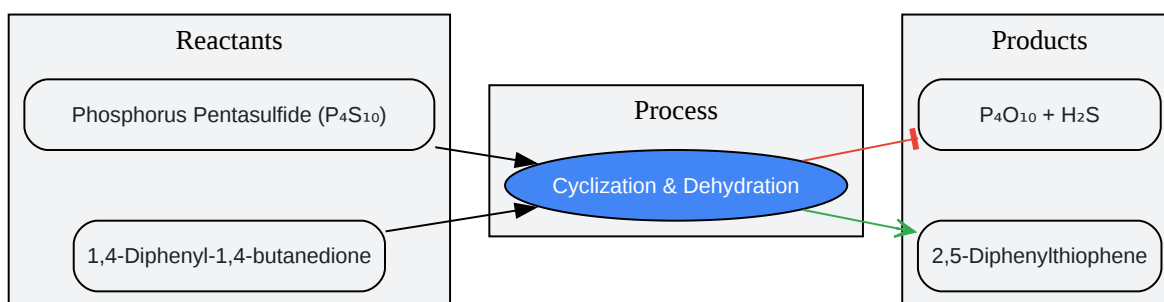 Reactants
Phosphorus Pentasulfide (P₄S₁₀)
1,4-Diphenyl-1,4-butanedione
Process
Cyclization & Dehydration
Products
P₄O₁₀ + H₂S
2,5-Diphenylthiophene